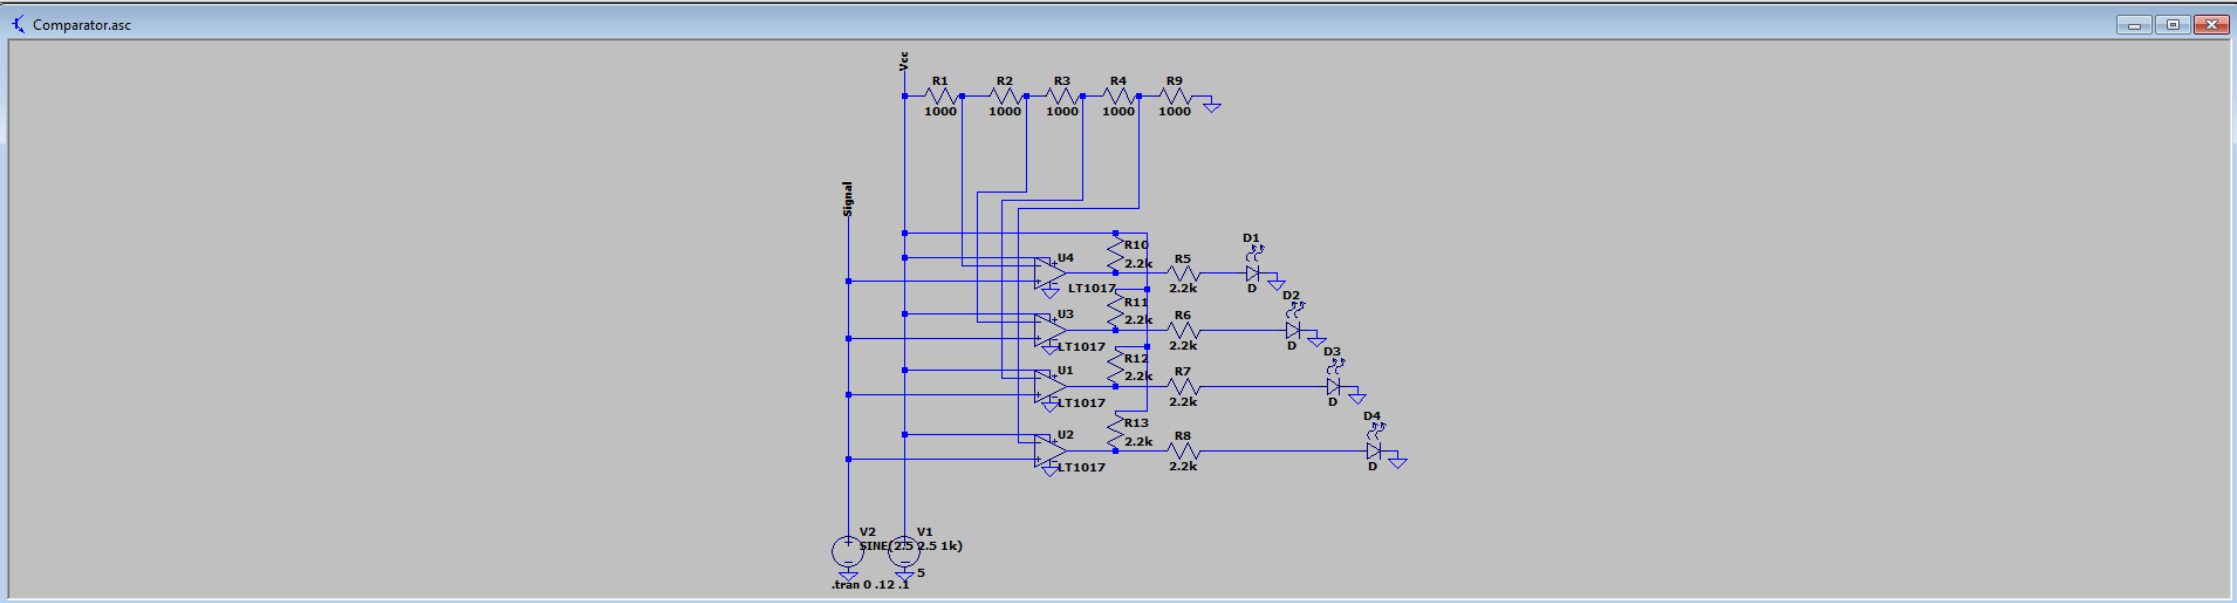 Comparator.asc
Vcc
R1 R2 R3 R4 R9
1000 1000 1000 1000 1000
Signal
D1
R10
U4
R5
2.2k
LT1017
2.2k
D
D2
R11
U3
R6
2.2k
LT1017
2.2k
D
D3
R12
U1
R7
2.2k
LT1017
2.2k
D
D4
R13
U2
R8
2.2k
LT1017
2.2k
D
V2 V1
SINE(2.5 2.5 1k)
5
.tran 0 .12 .1